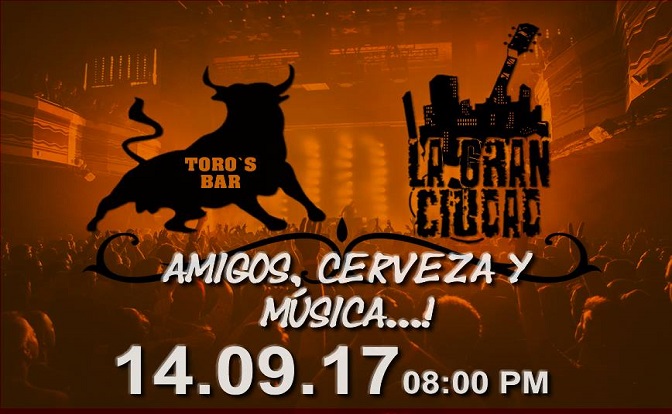 TORO`S
BAR
LA GRAN
CIUDAD
AMIGOS, CERVEZA Y
MÚSICA...!
14.09.17 08:00 PM